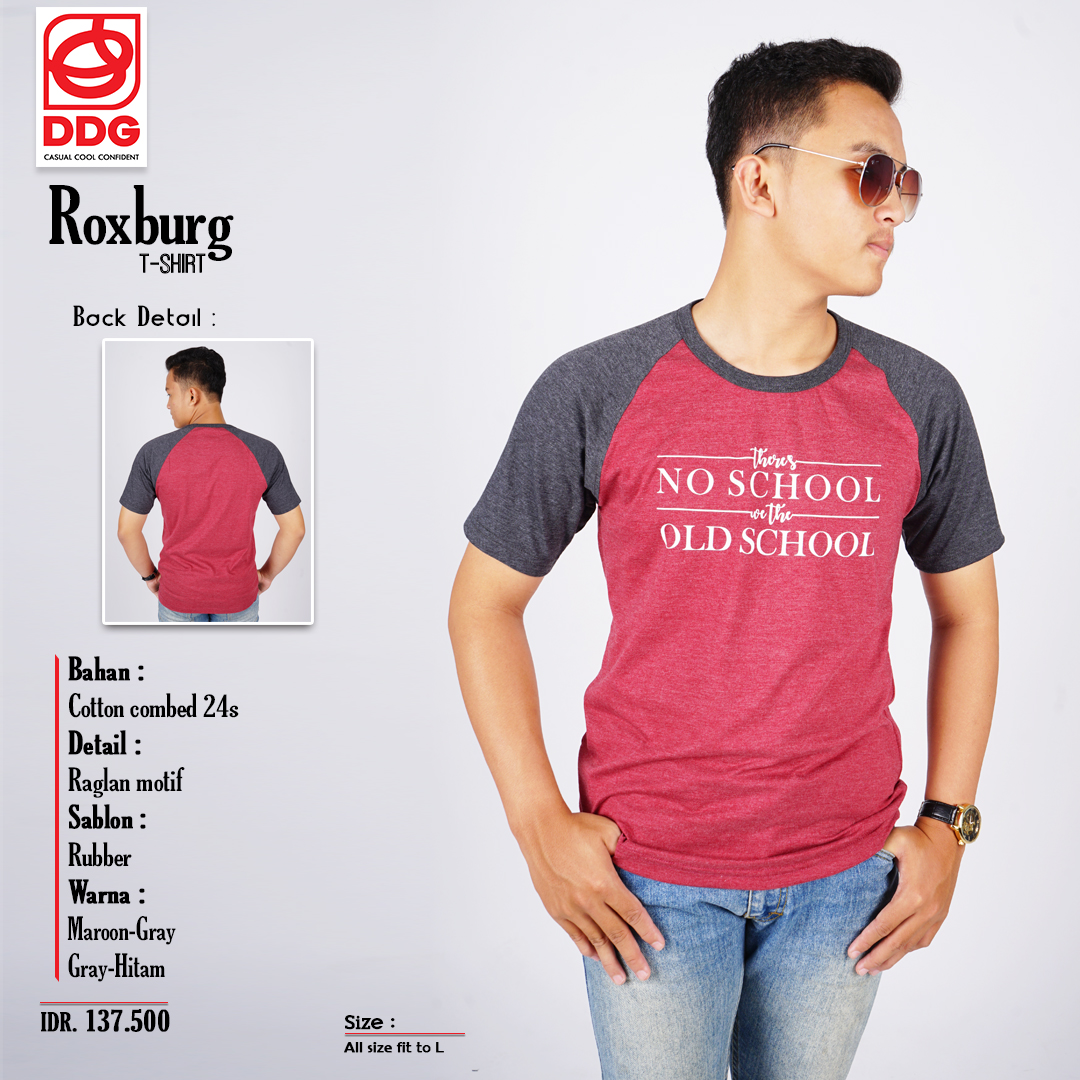 DDG
CASUAL COOL CONFIDENT
Roxburg
T-SHIRT
Back Detail :
theres
NO SCHOOL
we the
OLD SCHOOL
Bahan :
Cotton combed 24s
Detail :
Raglan motif
Sablon :
Rubber
Warna :
Maroon-Gray
Gray-Hitam
IDR. 137.500
Size :
All size fit to L